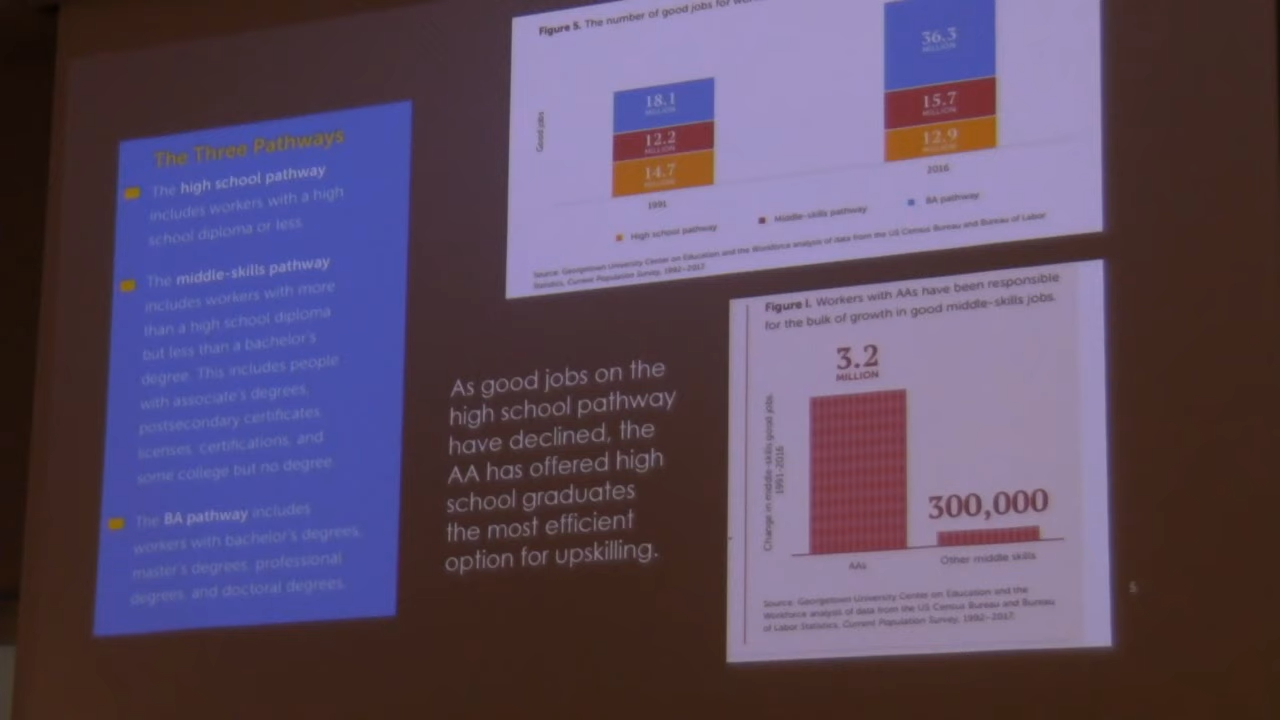 The Three Pathways
The high school pathway
includes workers with a high
school diploma or less.
The middle-skills pathway
includes workers with more
than a high school diploma
but less than a bachelor's
degree. This includes people
with associate's degrees,
postsecondary certificates,
licenses, certifications, and
some college but no degree.
The BA pathway includes
workers with bachelor's degrees,
master's degrees, professional
degrees, and doctoral degrees.
As good jobs on the
high school pathway
have declined, the
AA has offered high
school graduates
the most efficient
option for upskilling.
Figure 5. The number of good jobs for
Good jobs
18.1
MILLION
12.2
MILLION
14.7
MILLION
1991
36.3
MILLION
15.7
MILLION
12.9
MILLION
2016
High school pathway
Middle-skills pathway
BA pathway
Source: Georgetown University Center on Education and the Workforce analysis of data from the US Census Bureau and Bureau of Labor
Statistics, Current Population Survey, 1992–2017.
Figure I. Workers with AAs have been responsible
for the bulk of growth in good middle-skills jobs.
Change in middle-skills good jobs,
1991-2016
3.2
MILLION
300,000
AAs
Other middle skills
Source: Georgetown University Center on Education and the
Workforce analysis of data from the US Census Bureau and Bureau
of Labor Statistics, Current Population Survey, 1992–2017.
5